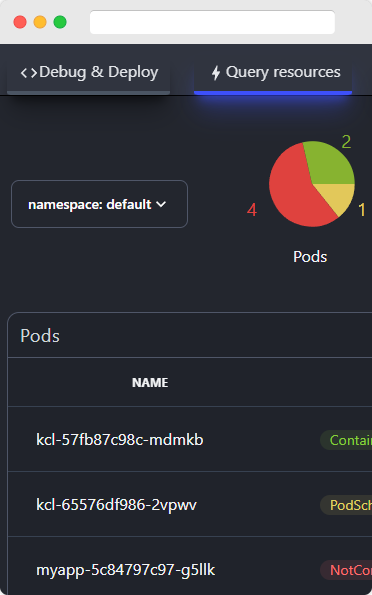 Debug & Deploy
Query resources
namespace: default
2
4
1
Pods
Pods
NAME
kcl-57fb87c98c-mdmkb
Contai
kcl-65576df986-2vpwv
PodSch
myapp-5c84797c97-g5llk
NotCon